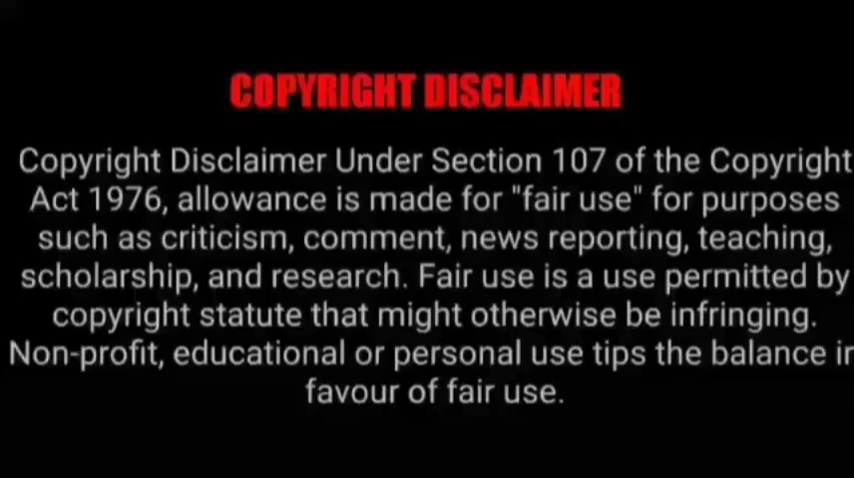 COPYRIGHT DISCLAIMER
Copyright Disclaimer Under Section 107 of the Copyright
Act 1976, allowance is made for "fair use" for purposes
such as criticism, comment, news reporting, teaching,
scholarship, and research. Fair use is a use permitted by
copyright statute that might otherwise be infringing.
Non-profit, educational or personal use tips the balance in
favour of fair use.